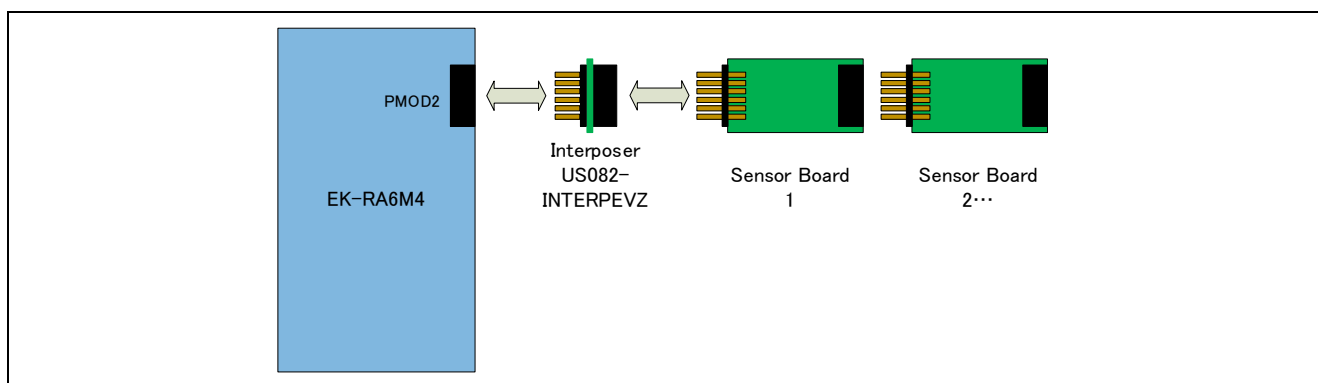 PMOD2
Interposer
US082-
INTERPEVZ
Sensor Board
1
Sensor Board
2···
EK-RA6M4